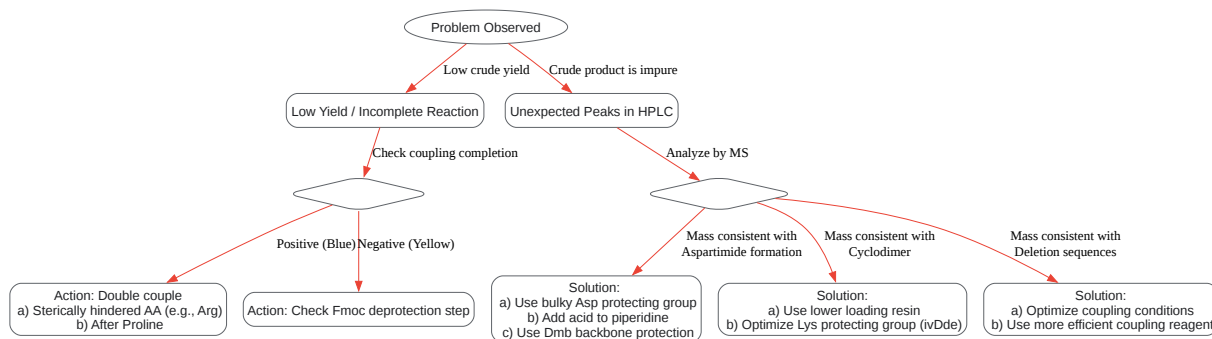 Problem Observed
Low crude yield
Crude product is impure
Low Yield / Incomplete Reaction
Unexpected Peaks in HPLC
Check coupling completion
Analyze by MS
Positive (Blue)
Negative (Yellow)
Mass consistent with
Aspartimide formation
Mass consistent with
Cyclodimer
Mass consistent with
Deletion sequences
Action: Double couple
a) Sterically hindered AA (e.g., Arg)
b) After Proline
Action: Check Fmoc deprotection step
Solution:
a) Use bulky Asp protecting group
b) Add acid to piperidine
c) Use Dmb backbone protection
Solution:
a) Use lower loading resin
b) Optimize Lys protecting group (ivDde)
Solution:
a) Optimize coupling conditions
b) Use more efficient coupling reagent